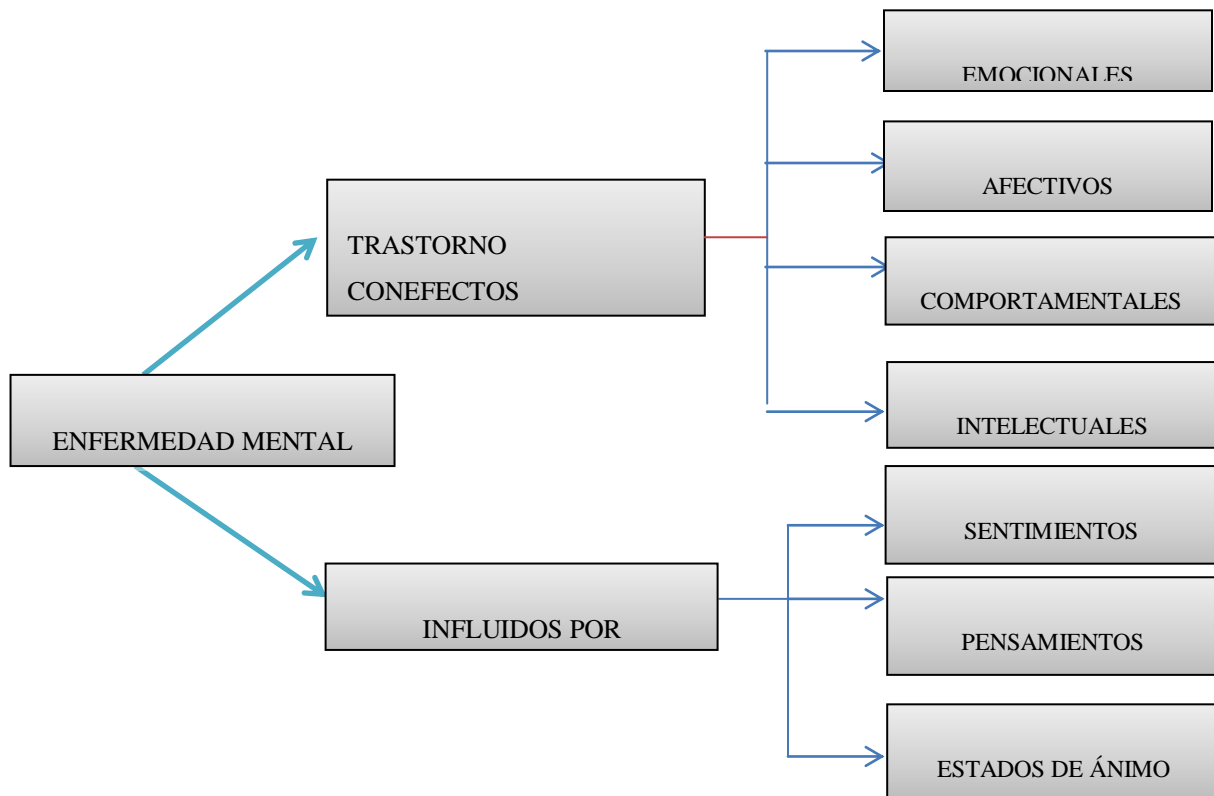 EMOCIONALES
AFECTIVOS
TRASTORNO
CONEFECTOS
COMPORTAMENTALES
ENFERMEDAD MENTAL
INTELECTUALES
SENTIMIENTOS
INFLUIDOS POR
PENSAMIENTOS
ESTADOS DE ÁNIMO